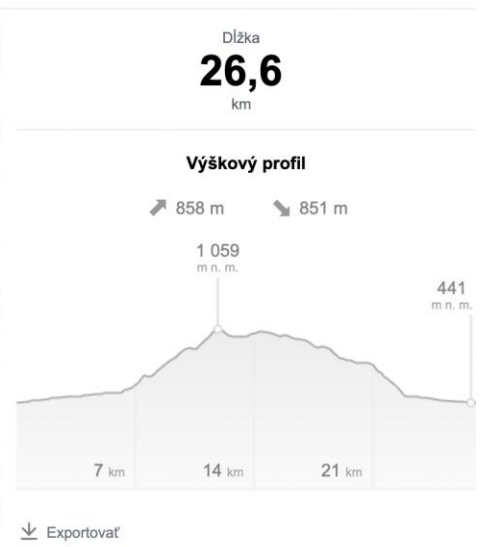 Dĺžka
26,6
km
Výškový profil
858 m 851 m
1 059
m n. m.
441
m n. m.
7 km 14 km 21 km
Exportovať